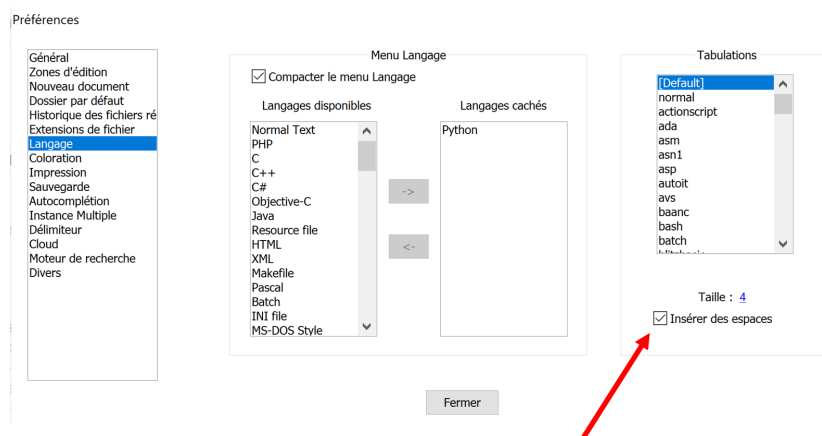 Préférences
Général
Zones d'édition
Nouveau document
Dossier par défaut
Historique des fichiers ré
Extensions de fichier
Langage
Coloration
Impression
Sauvegarde
Autocomplétion
Instance Multiple
Délimiteur
Cloud
Moteur de recherche
Divers
Menu Langage
Compacter le menu Langage
Langages disponibles
Normal Text
PHP
C
C++
C#
Objective-C
Java
Resource file
HTML
XML
Makefile
Pascal
Batch
INI file
MS-DOS Style
->
<-
Langages cachés
Python
Tabulations
[Default]
normal
actionscript
ada
asm
asn1
asp
autoit
avs
baanc
bash
batch
Taille : 4
Insérer des espaces
Fermer